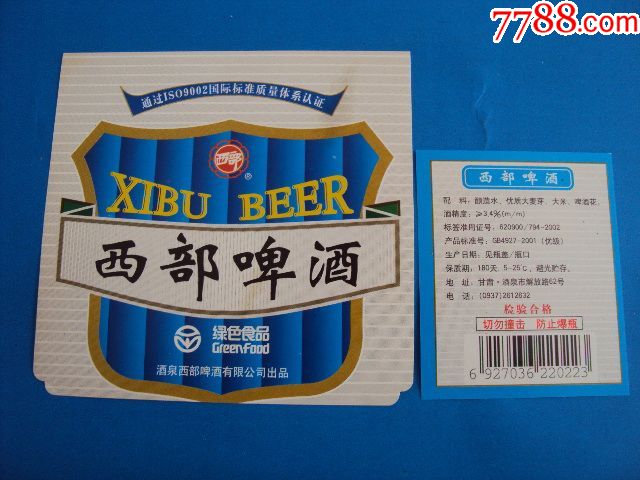 7788.com
通过ISO9002国际标准质量体系认证
西部
®
XIBU BEER
西部啤酒
绿色食品
GreenFood
酒泉西部啤酒有限公司出品
西部啤酒
配 料: 酿造水、优质大麦芽、大米、啤酒花。
酒精度: ≥3.4%(m/m)
标签准用证号: 620900/794-2002
产品标准号: GB4927-2001 (优级)
生产日期: 见瓶盖/瓶口
保质期: 180天, 5-25℃, 避光贮存。
地 址: 甘肃·酒泉市解放路62号
电 话: (0937)2612632
检验合格
切勿撞击 防止爆瓶
6 927036 220223